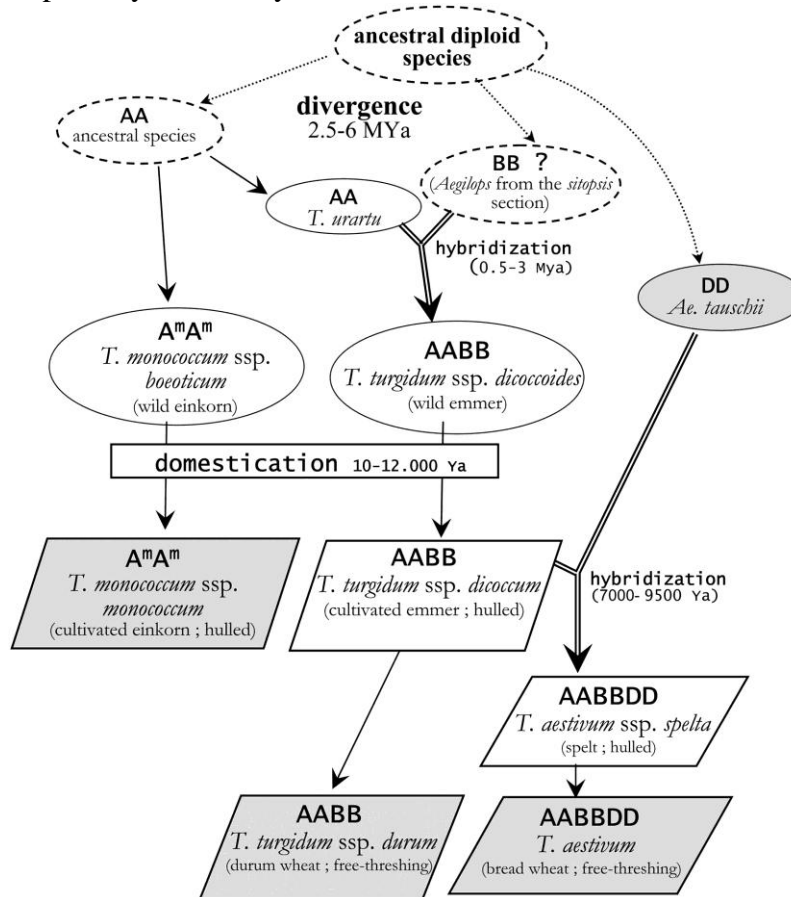 ancestral diploid
species
AA
ancestral species
divergence
2.5-6 MYa
BB ?
(Aegilops from the sitopsis
section)
AA
T. urartu
hybridization
(0.5-3 Mya)
DD
Ae. tauschii
AᵐAᵐ
T. monococcum ssp.
boeoticum
(wild einkorn)
AABB
T. turgidum ssp. dicoccoides
(wild emmer)
domestication 10-12.000 Ya
AᵐAᵐ
T. monococcum ssp.
monococcum
(cultivated einkorn ; hulled)
AABB
T. turgidum ssp. dicoccum
(cultivated emmer ; hulled)
hybridization
(7000-9500 Ya)
AABBDD
T. aestivum ssp. spelta
(spelt ; hulled)
AABB
T. turgidum ssp. durum
(durum wheat ; free-threshing)
AABBDD
T. aestivum
(bread wheat ; free-threshing)